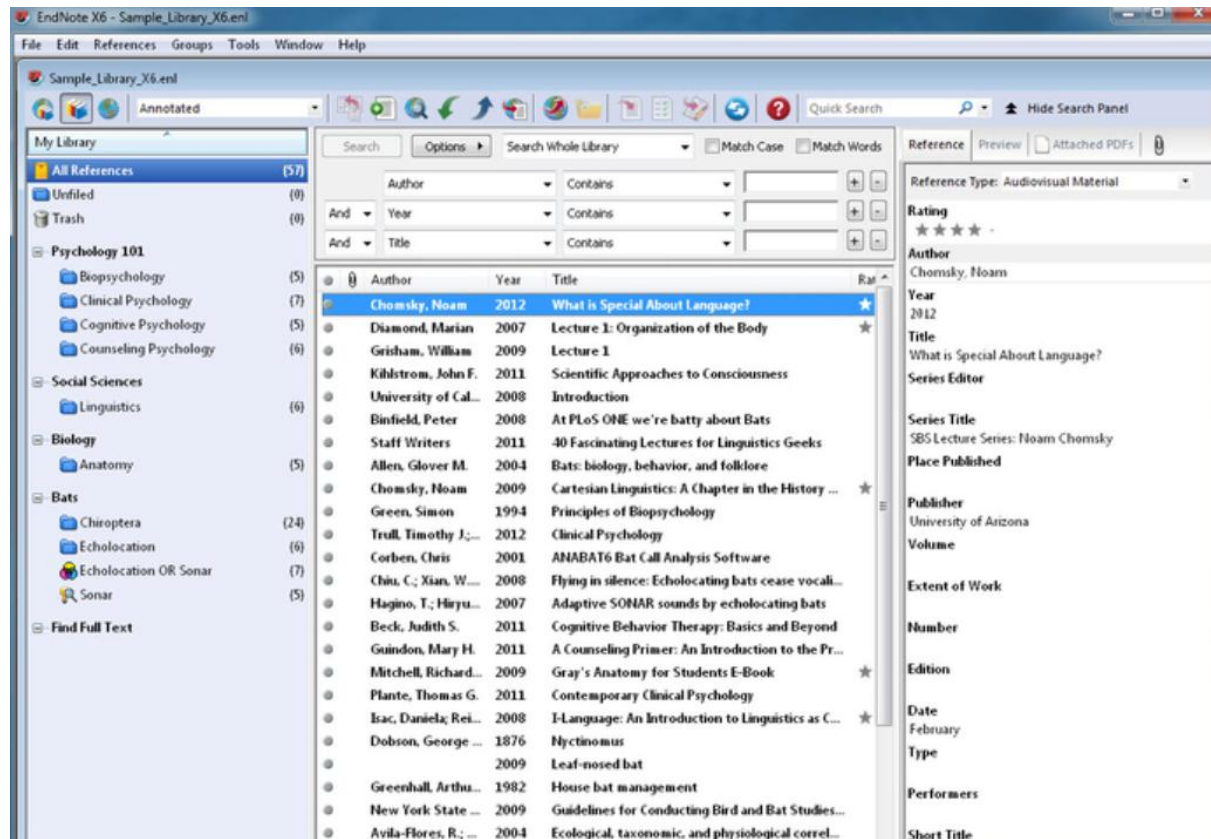 EndNote X6 - Sample_Library_X6.enl
File Edit References Groups Tools Window Help
Sample_Library_X6.enl
Annotated
Quick Search
Hide Search Panel
My Library
All References (57)
Unfiled (0)
Trash (0)
Psychology 101
Biopsychology (5)
Clinical Psychology (7)
Cognitive Psychology (5)
Counseling Psychology (6)
Social Sciences
Linguistics (6)
Biology
Anatomy (5)
Bats
Chiroptera (24)
Echolocation (6)
Echolocation OR Sonar (7)
Sonar (5)
Find Full Text
Search Options Search Whole Library Match Case Match Words
Author Contains + -
And Year Contains + -
And Title Contains + -
Author Year Title Rat
Chomsky, Noam 2012 What is Special About Language?
Diamond, Marian 2007 Lecture 1: Organization of the Body
Grisham, William 2009 Lecture 1
Kihlstrom, John F. 2011 Scientific Approaches to Consciousness
University of Cal... 2008 Introduction
Binfield, Peter 2008 At PLoS ONE we're batty about Bats
Staff Writers 2011 40 Fascinating Lectures for Linguistics Geeks
Allen, Glover M. 2004 Bats: biology, behavior, and folklore
Chomsky, Noam 2009 Cartesian Linguistics: A Chapter in the History ...
Green, Simon 1994 Principles of Biopsychology
Trull, Timothy J.;... 2012 Clinical Psychology
Corben, Chris 2001 ANABAT6 Bat Call Analysis Software
Chiu, C.; Xian, W.... 2008 Flying in silence: Echolocating bats cease vocali...
Hagino, T.; Hiryu... 2007 Adaptive SONAR sounds by echolocating bats
Beck, Judith S. 2011 Cognitive Behavior Therapy: Basics and Beyond
Guindon, Mary H. 2011 A Counseling Primer: An Introduction to the Pr...
Mitchell, Richard... 2009 Gray's Anatomy for Students E-Book
Plante, Thomas G. 2011 Contemporary Clinical Psychology
Isac, Daniela; Rei... 2008 I-Language: An Introduction to Linguistics as C...
Dobson, George ... 1876 Nyctinomus
2009 Leaf-nosed bat
Greenhall, Arthu... 1982 House bat management
New York State ... 2009 Guidelines for Conducting Bird and Bat Studies...
Avila-Flores, R.; ... 2004 Ecological, taxonomic, and physiological correl...
Reference Preview Attached PDFs
Reference Type: Audiovisual Material
Rating
Author
Chomsky, Noam
Year
2012
Title
What is Special About Language?
Series Editor
Series Title
SBS Lecture Series: Noam Chomsky
Place Published
Publisher
University of Arizona
Volume
Extent of Work
Number
Edition
Date
February
Type
Performers
Short Title